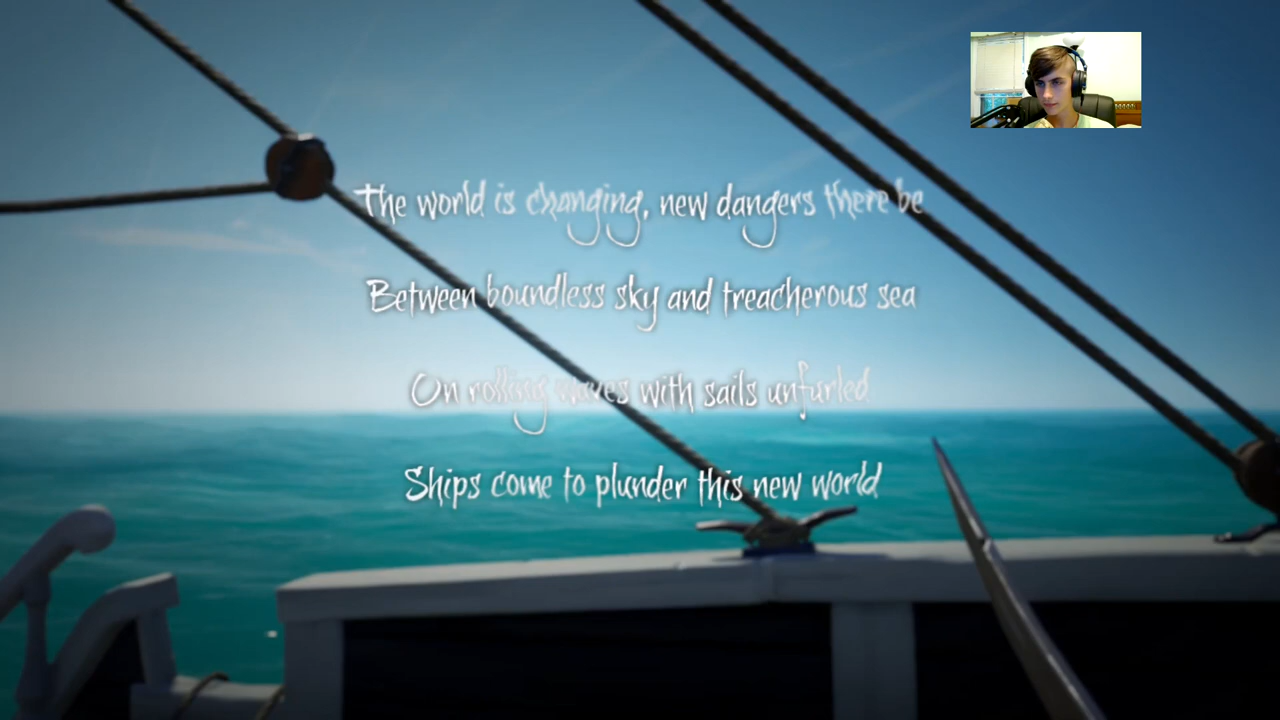 The world is changing, new dangers there be
Between boundless sky and treacherous sea
On rolling waves with sails unfurled
Ships come to plunder this new world